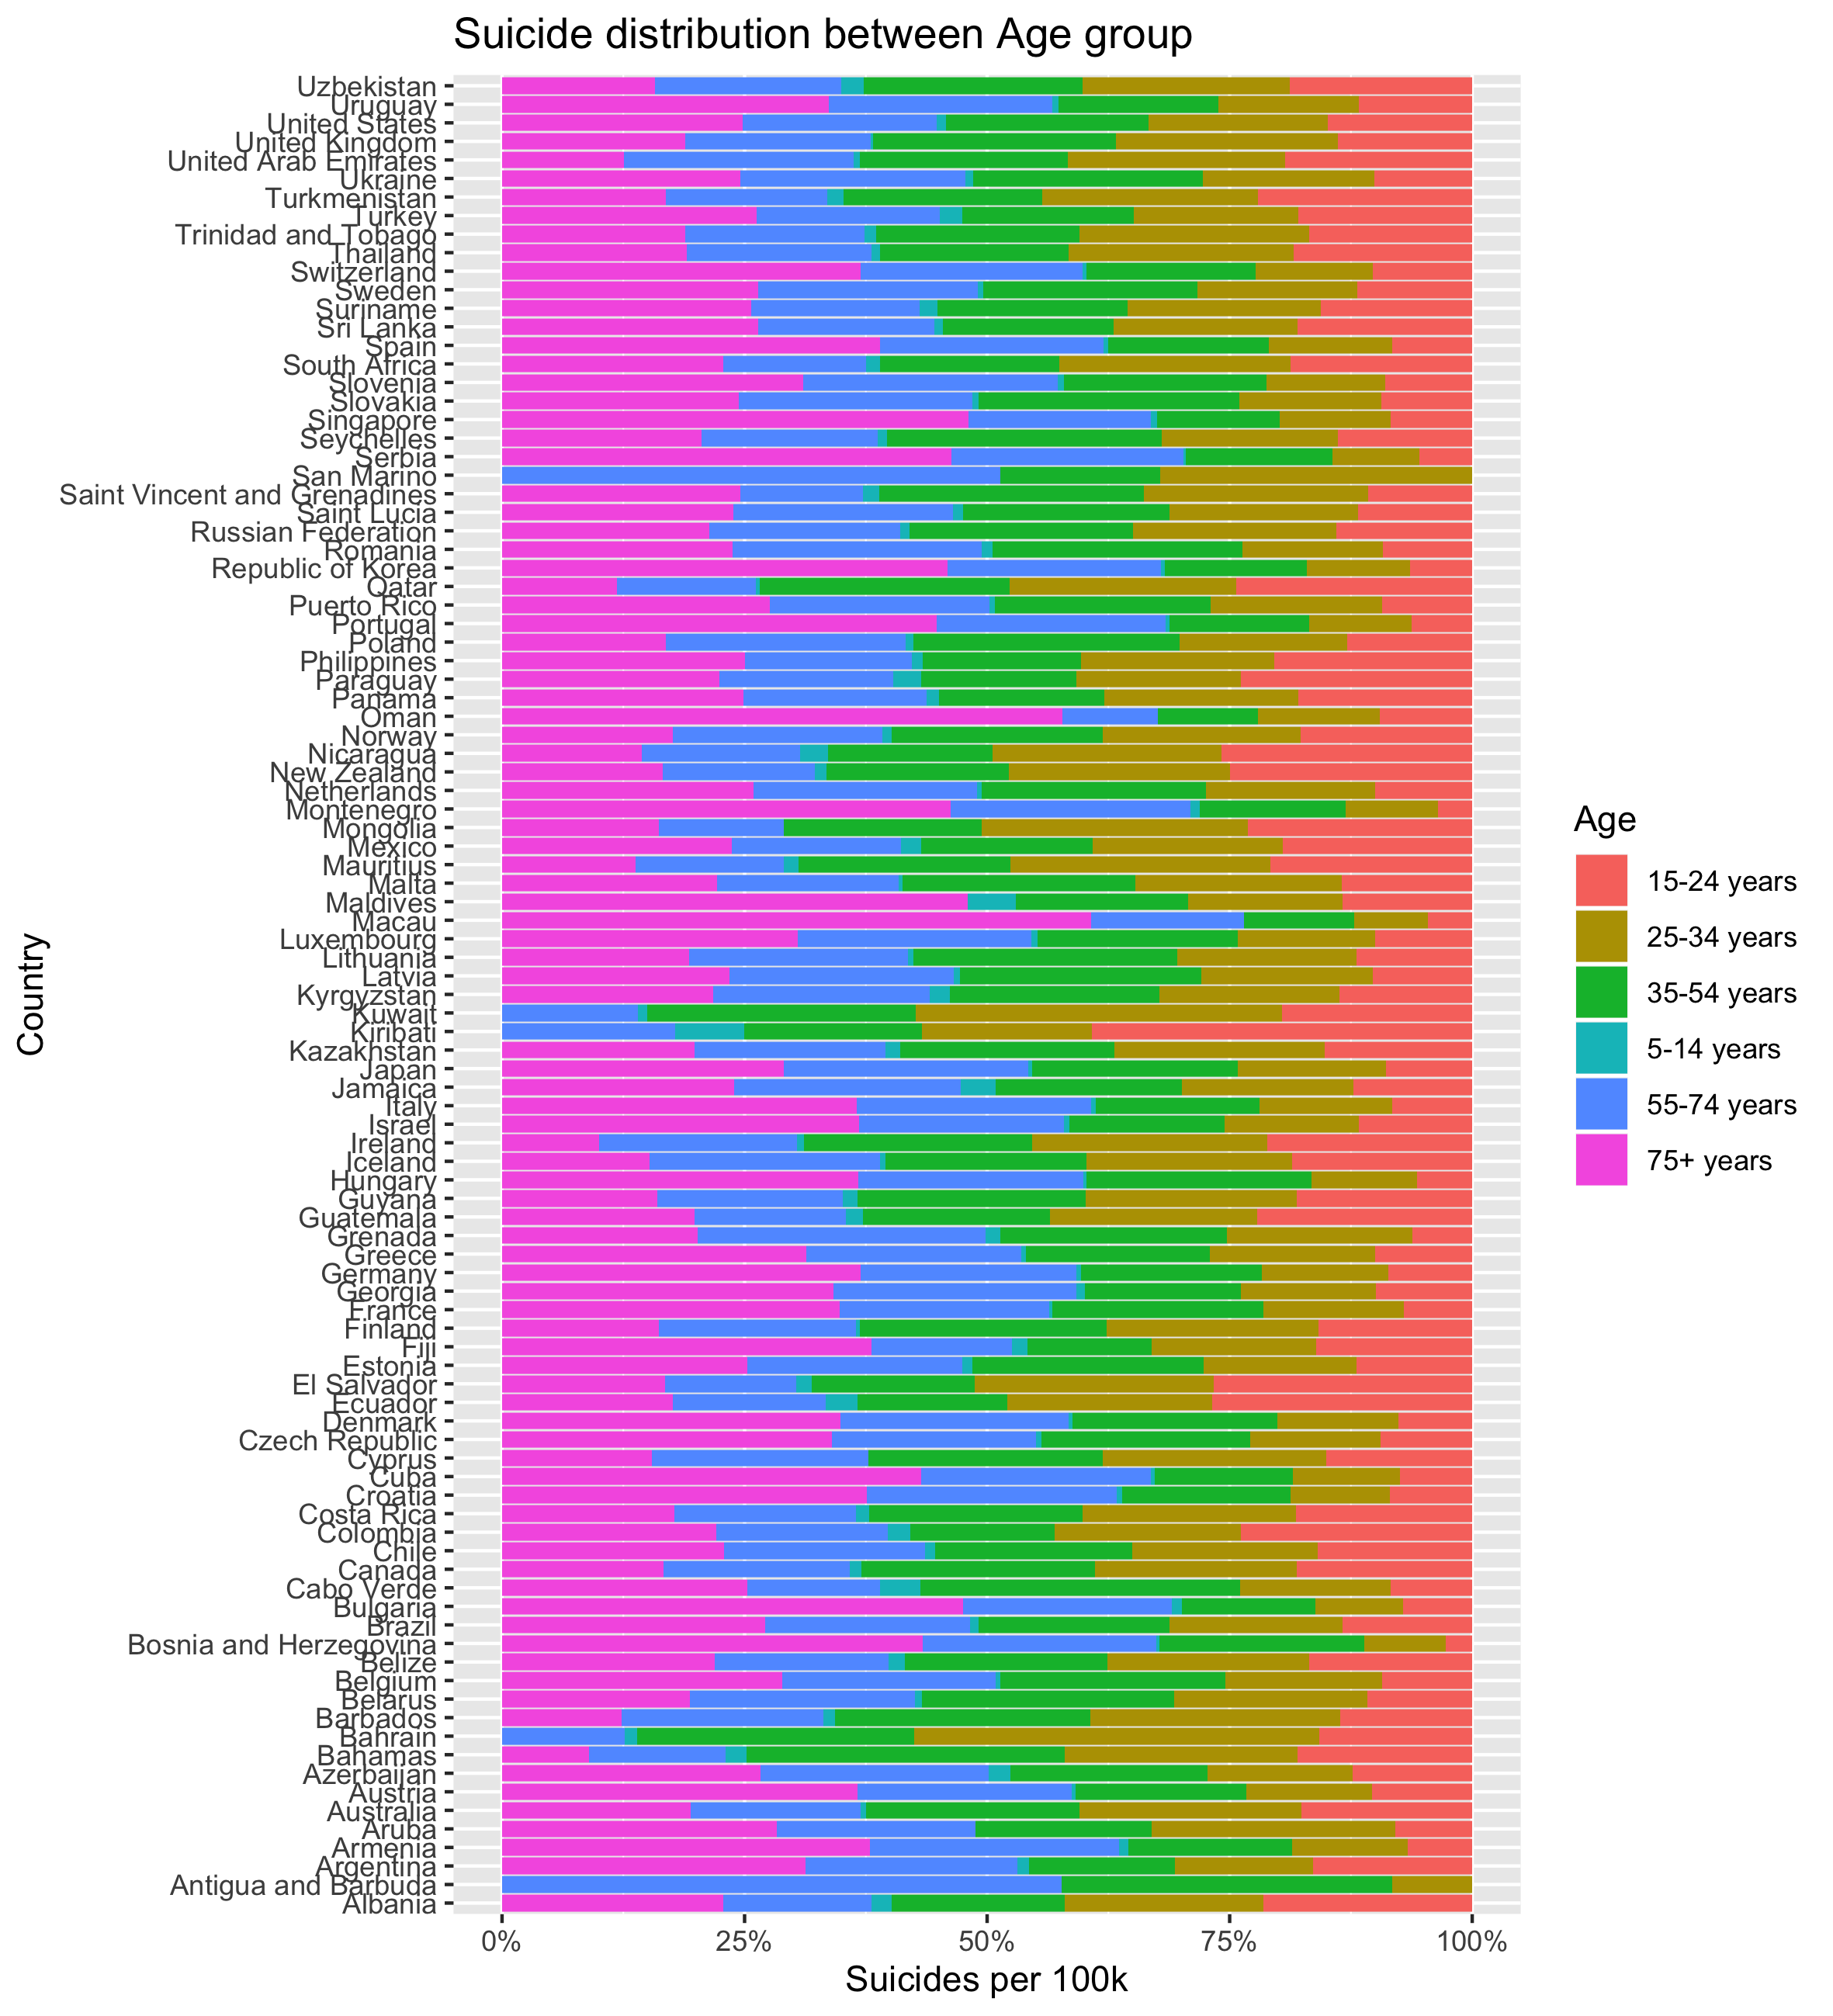 Suicide distribution between Age group
Uzbekistan
Uruguay
United States
United Kingdom
United Arab Emirates
Ukraine
Turkmenistan
Turkey
Trinidad and Tobago
Thailand
Switzerland
Sweden
Suriname
Sri Lanka
Spain
South Africa
Slovenia
Slovakia
Singapore
Seychelles
Serbia
San Marino
Saint Vincent and Grenadines
Saint Lucia
Russian Federation
Romania
Republic of Korea
Qatar
Puerto Rico
Portugal
Poland
Philippines
Paraguay
Panama
Oman
Norway
Nicaragua
New Zealand
Netherlands
Montenegro
Mongolia
Mexico
Mauritius
Malta
Maldives
Macau
Luxembourg
Lithuania
Latvia
Kyrgyzstan
Kuwait
Kiribati
Kazakhstan
Japan
Jamaica
Italy
Israel
Ireland
Iceland
Hungary
Guyana
Guatemala
Grenada
Greece
Germany
Georgia
France
Finland
Fiji
Estonia
El Salvador
Ecuador
Denmark
Czech Republic
Cyprus
Cuba
Croatia
Costa Rica
Colombia
Chile
Canada
Cabo Verde
Bulgaria
Brazil
Bosnia and Herzegovina
Belize
Belgium
Belarus
Barbados
Bahrain
Bahamas
Azerbaijan
Austria
Australia
Aruba
Armenia
Argentina
Antigua and Barbuda
Albania
Country
0% 25% 50% 75% 100%
Suicides per 100k
Age
15-24 years
25-34 years
35-54 years
5-14 years
55-74 years
75+ years